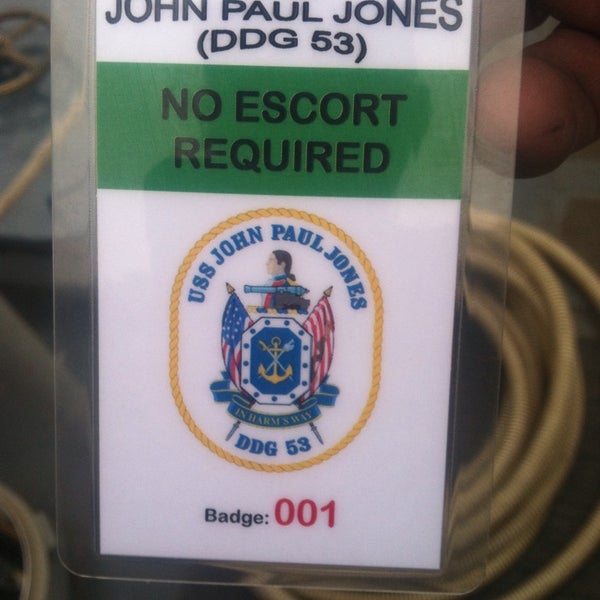 JOHN PAUL JONES
(DDG 53)
NO ESCORT
REQUIRED
USS JOHN PAUL JONES
IN HARM'S WAY
DDG 53
Badge: 001